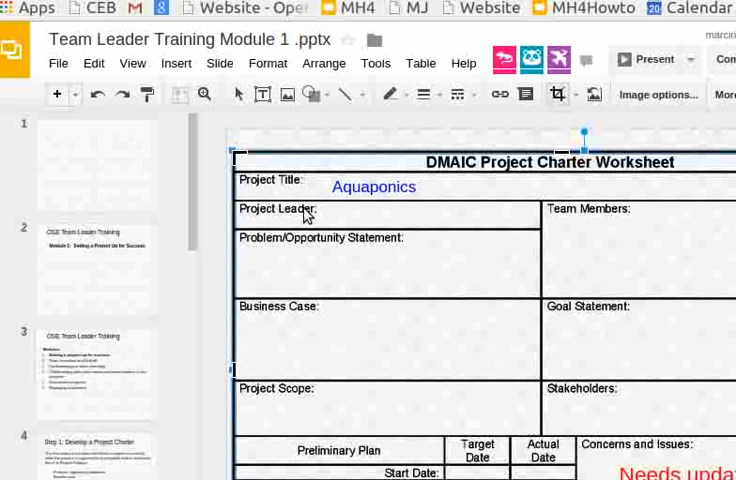 Apps CEB Website - Oper MH4 MJ Website MH4Howto 20 Calendar
Team Leader Training Module 1 .pptx
marcin
File Edit View Insert Slide Format Arrange Tools Table Help
Present
Com
Image options...
More
1
2
OSE Team Leader Training
Module 1: Setting a Project Up for Success
3
OSE Team Leader Training
4
Step 1: Develop a Project Charter
DMAIC Project Charter Worksheet
Project Title:
Aquaponics
Project Leader:
Team Members:
Problem/Opportunity Statement:
Business Case:
Goal Statement:
Project Scope:
Stakeholders:
Preliminary Plan
Target Date
Actual Date
Concerns and Issues:
Start Date:
Needs updat